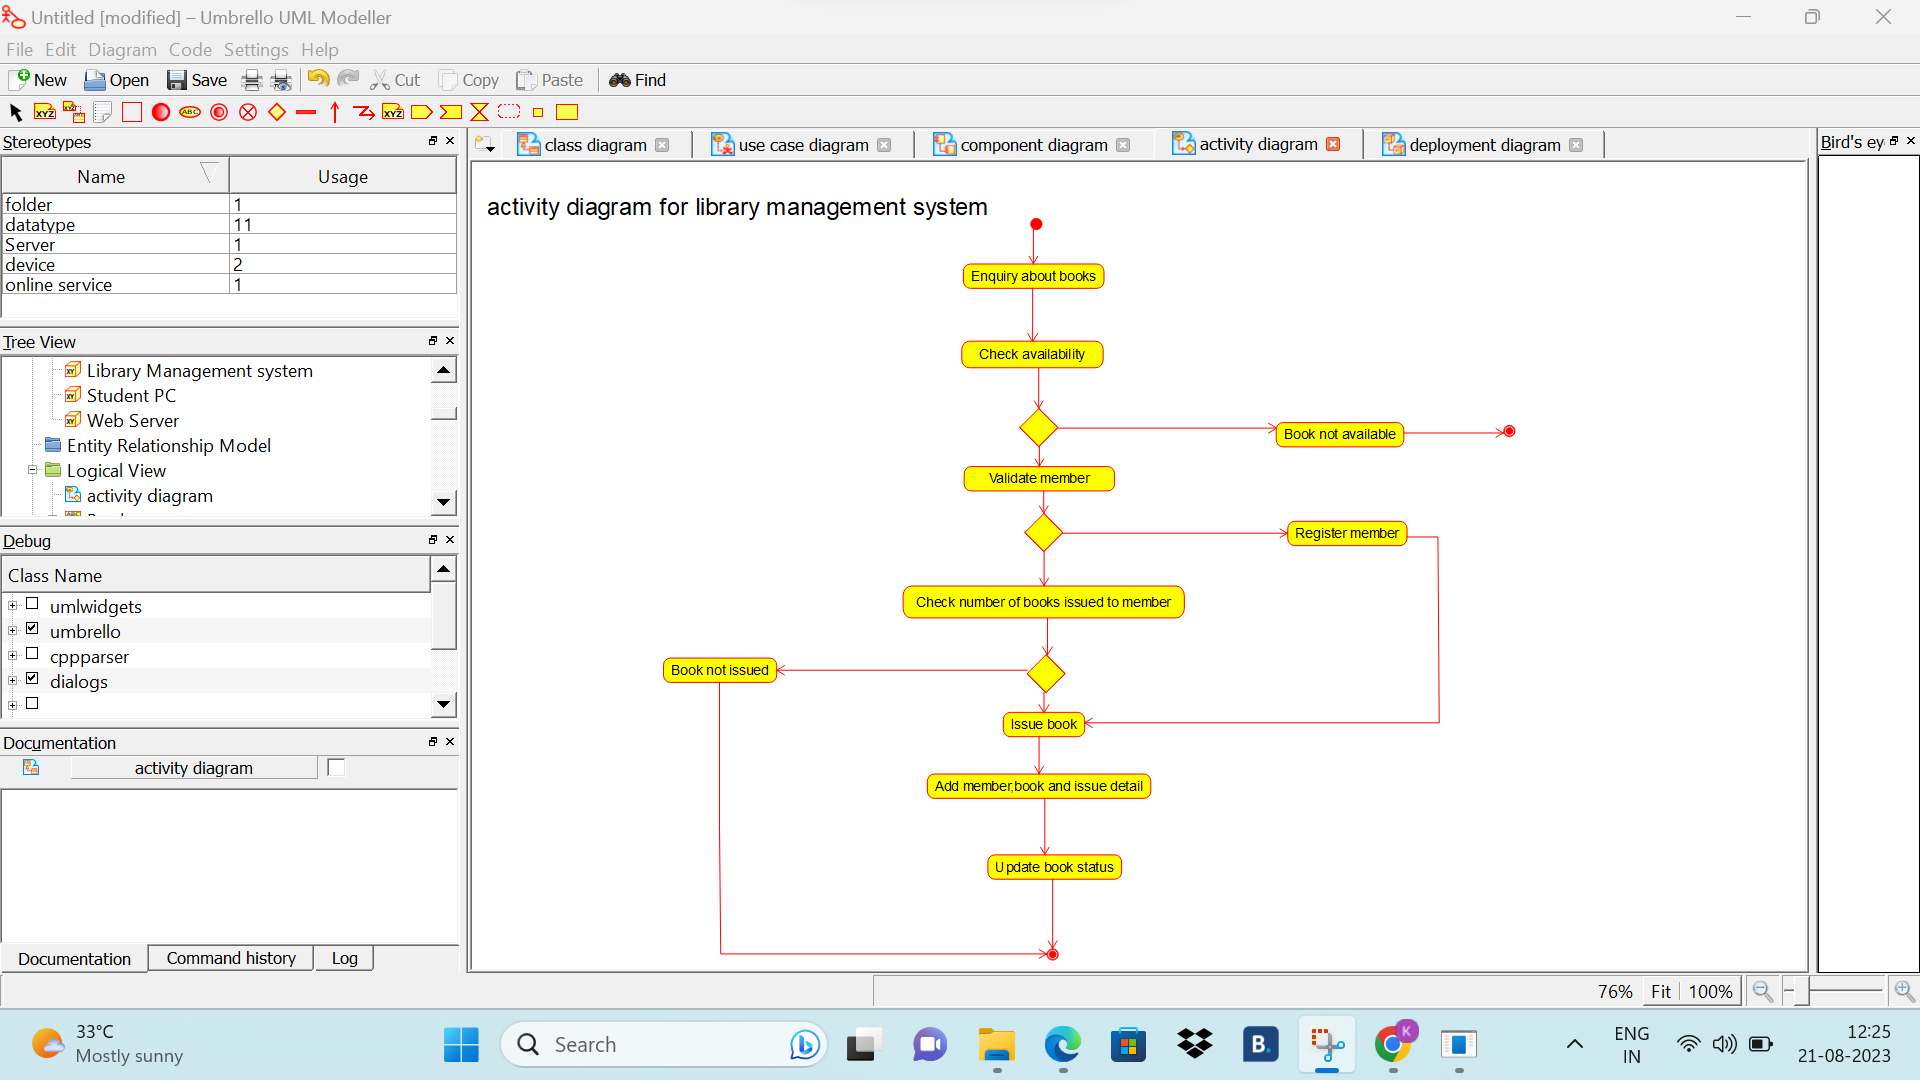 Untitled [modified] – Umbrello UML Modeller
File Edit Diagram Code Settings Help
New Open Save Cut Copy Paste Find
Stereotypes
Name Usage
folder 1
datatype 11
Server 1
device 2
online service 1
Tree View
Library Management system
Student PC
Web Server
Entity Relationship Model
Logical View
activity diagram
Debug
Class Name
umlwidgets
umbrello
cppparser
dialogs
Documentation
activity diagram
Documentation Command history Log
class diagram use case diagram component diagram activity diagram deployment diagram
Bird's ey
activity diagram for library management system
Enquiry about books
Check availability
Book not available
Validate member
Register member
Check number of books issued to member
Book not issued
Issue book
Add member,book and issue detail
Update book status
76% Fit 100%
33°C
Mostly sunny
Search
B.
K
ENG
IN
12:25
21-08-2023